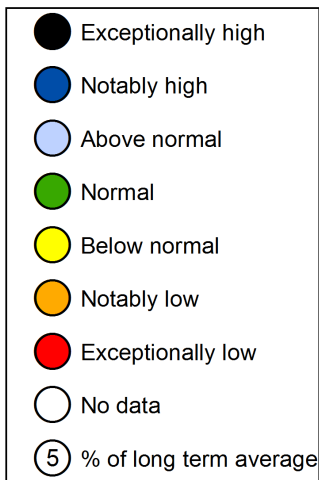 Exceptionally high
Notably high
Above normal
Normal
Below normal
Notably low
Exceptionally low
No data
5 % of long term average